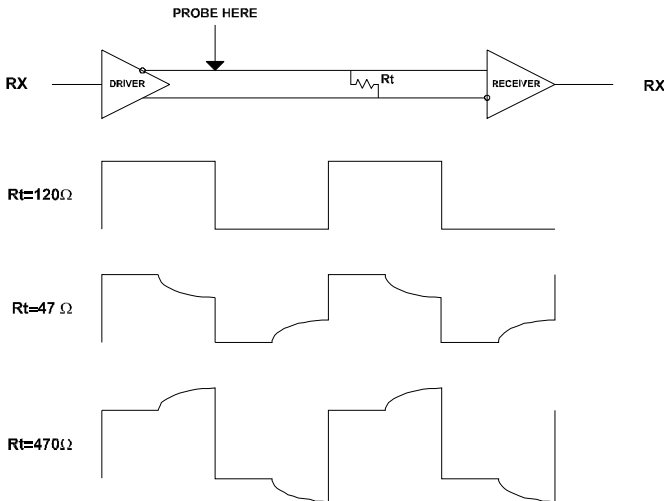 PROBE HERE
RX DRIVER Rt RECEIVER RX
Rt=120Ω
Rt=47 Ω
Rt=470Ω